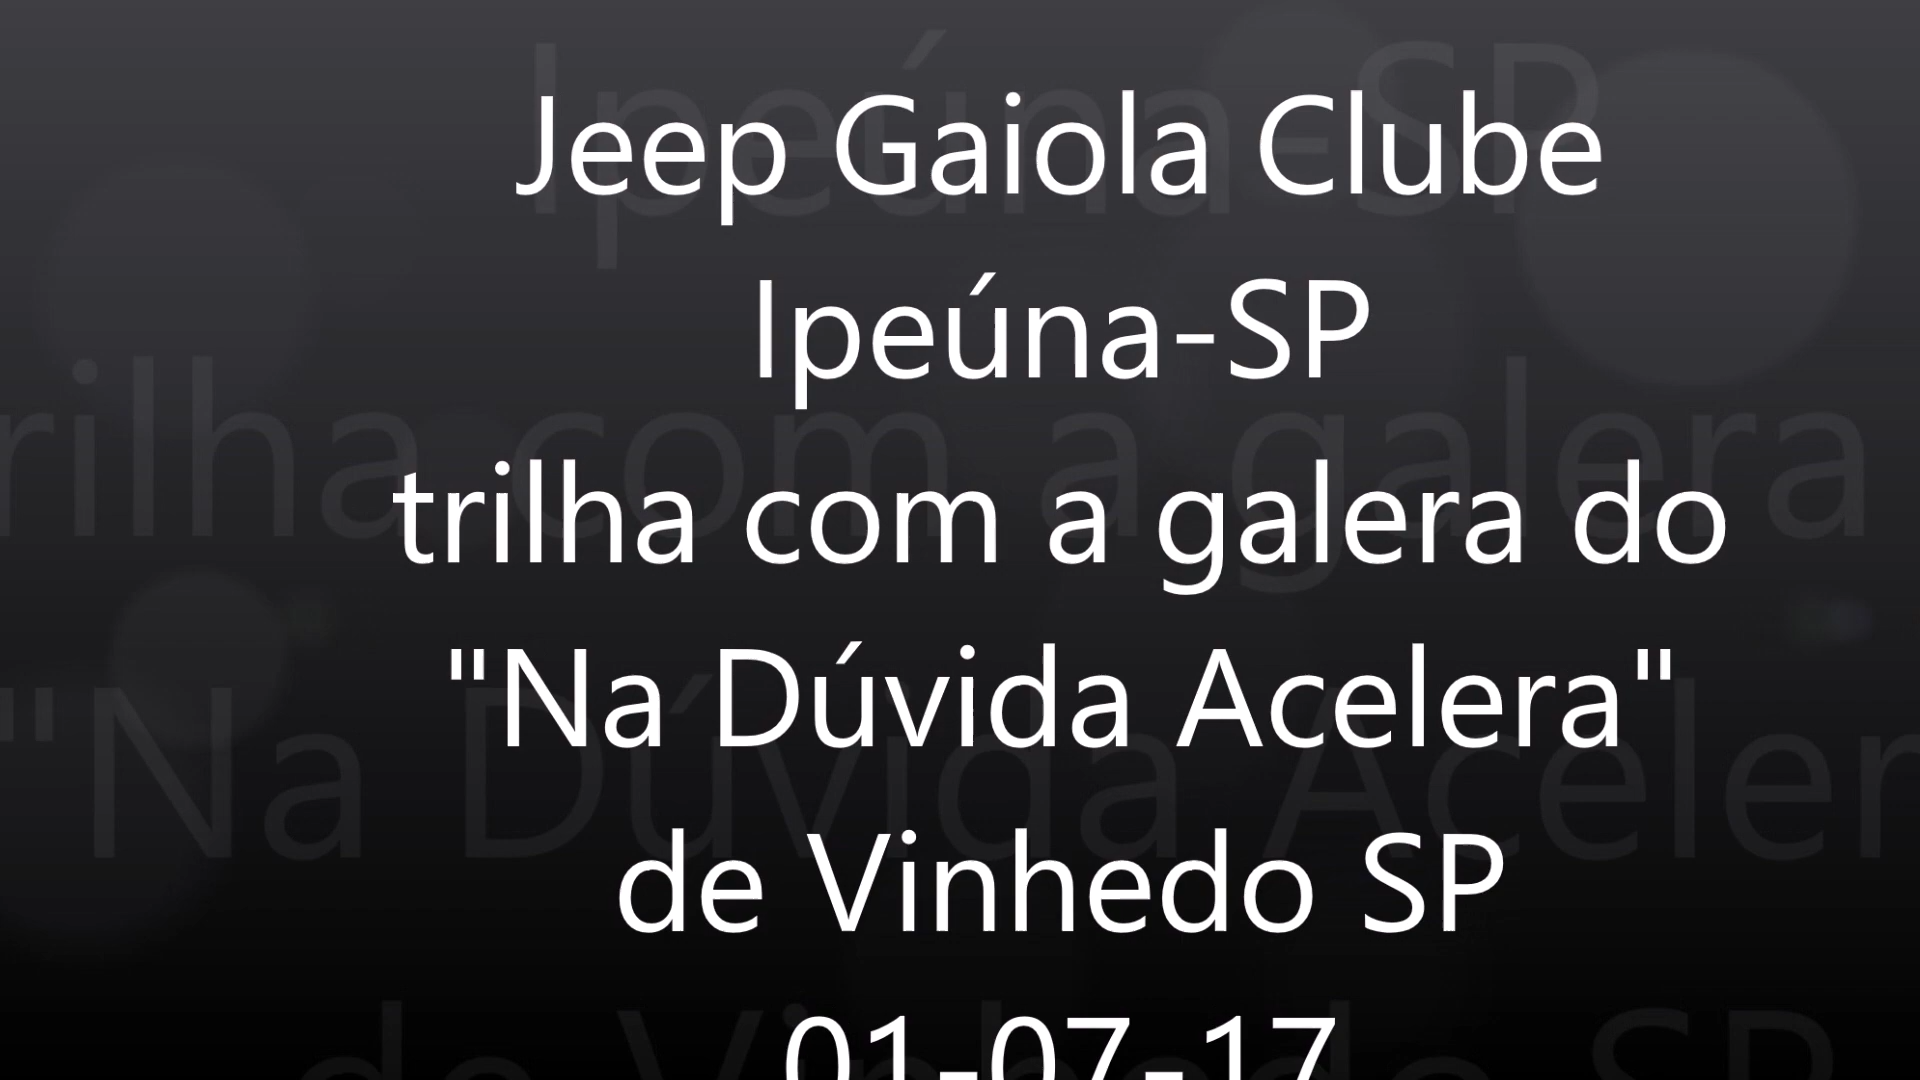 Jeep Gaiola Clube
Ipeúna-SP
trilha com a galera do
"Na Dúvida Acelera"
de Vinhedo SP
01-07-17